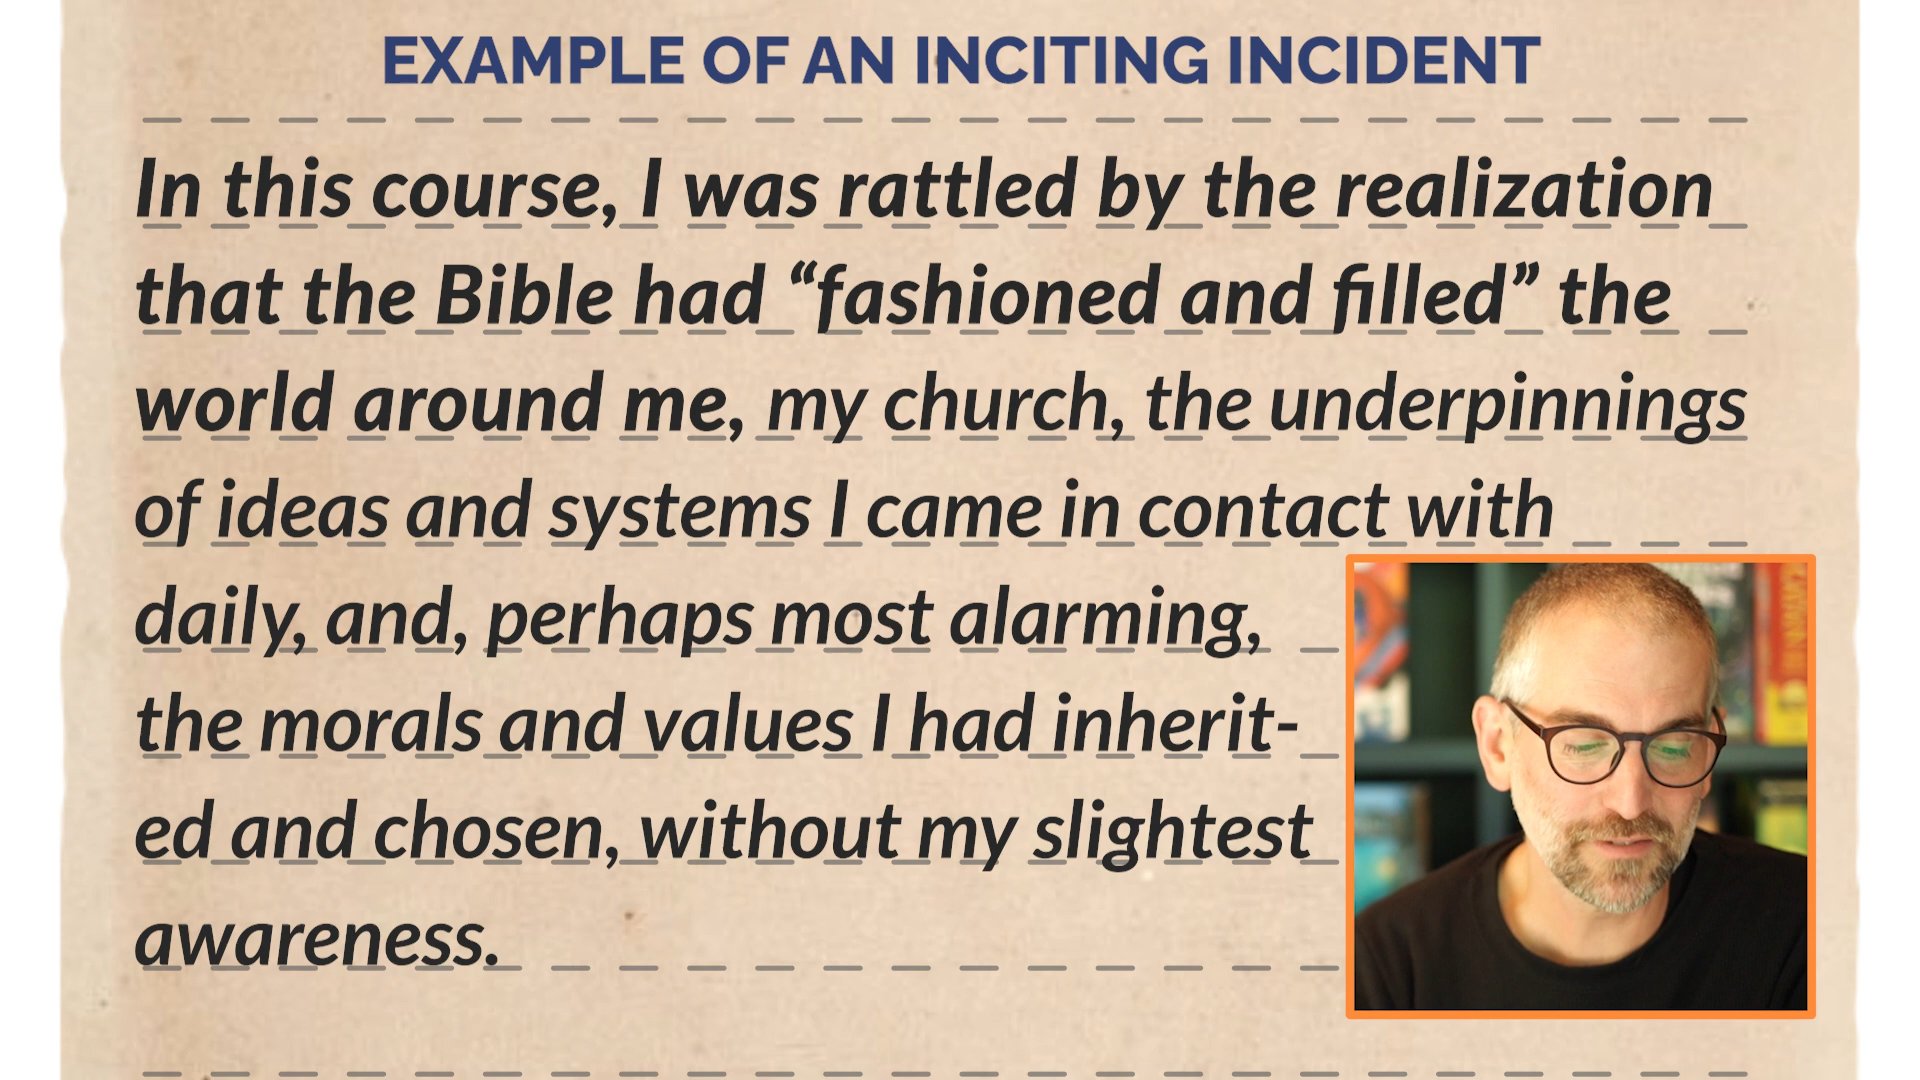 EXAMPLE OF AN INCITING INCIDENT
In this course, I was rattled by the realization
that the Bible had “fashioned and filled” the
world around me, my church, the underpinnings
of ideas and systems I came in contact with
daily, and, perhaps most alarming,
the morals and values I had inherit-
ed and chosen, without my slightest
awareness.